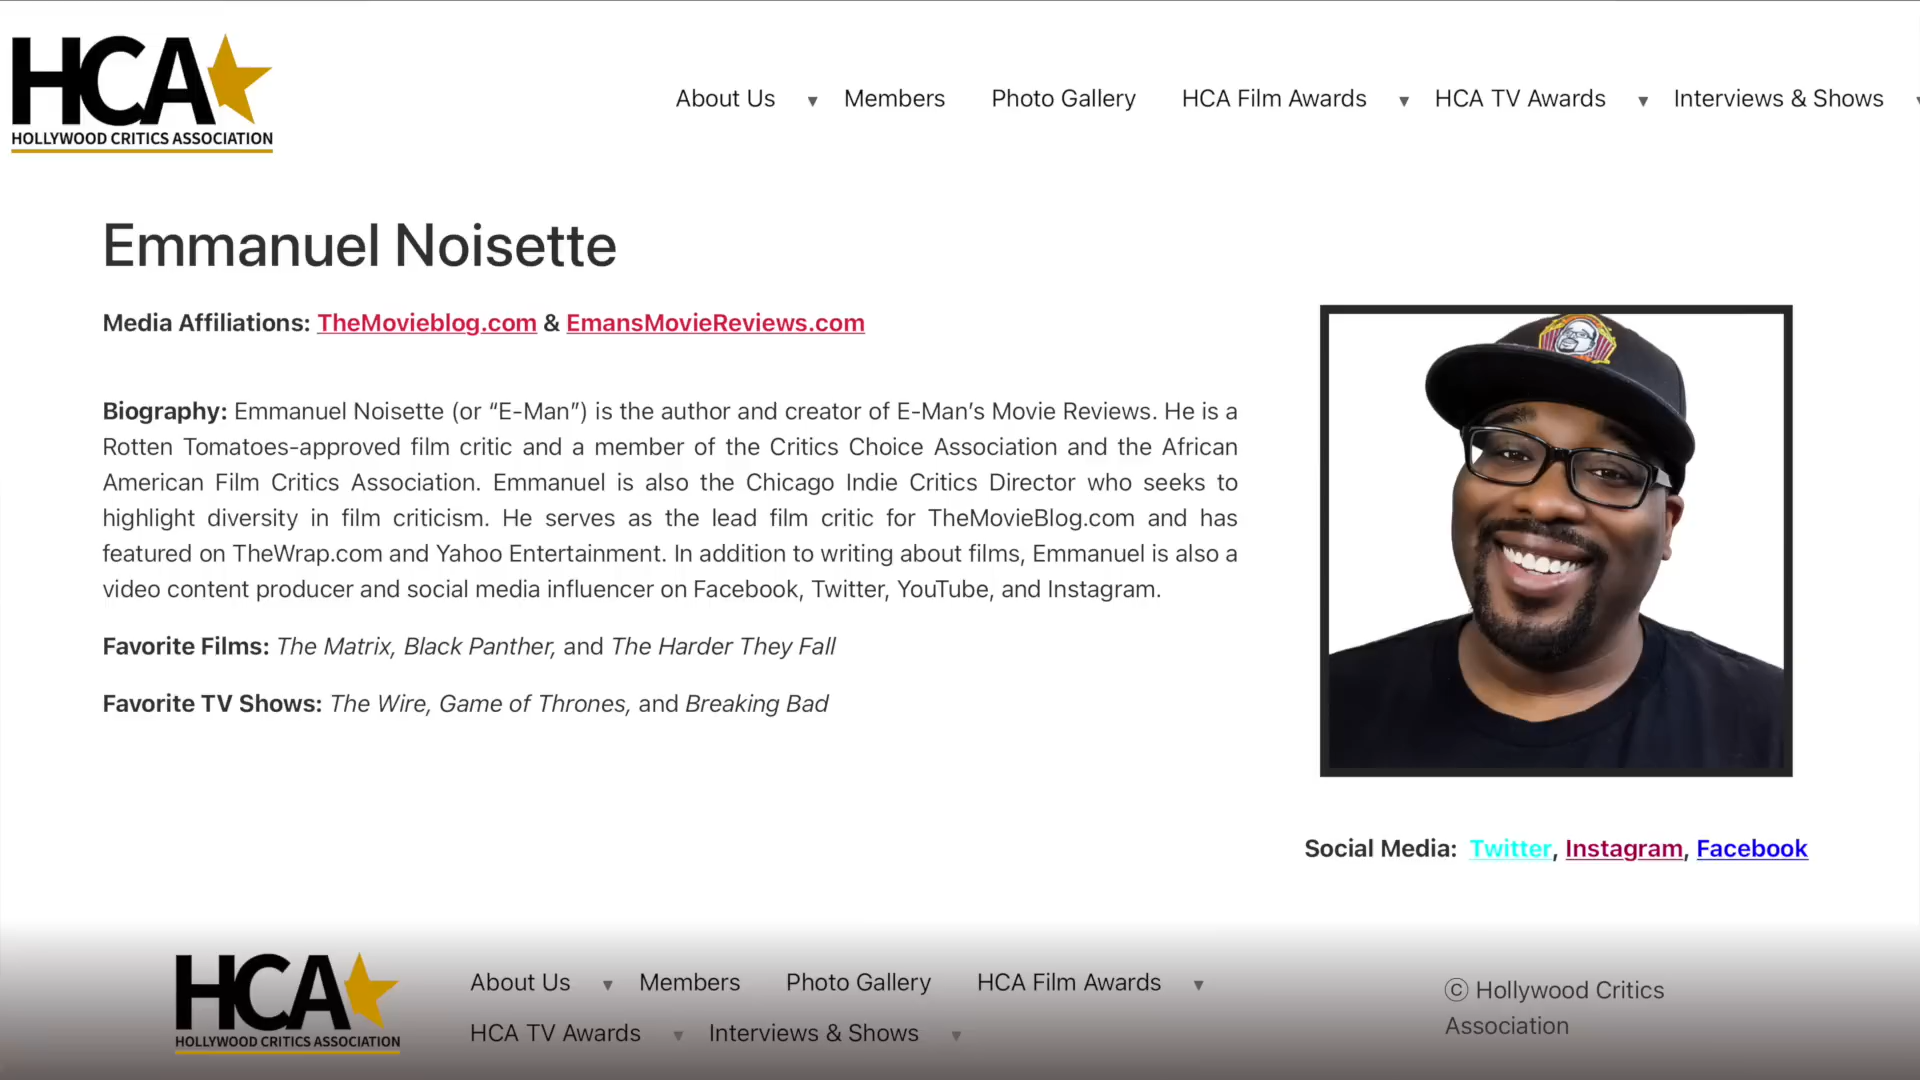 HCA
HOLLYWOOD CRITICS ASSOCIATION
About Us ▾ Members Photo Gallery HCA Film Awards ▾ HCA TV Awards ▾ Interviews & Shows
Emmanuel Noisette
Media Affiliations: TheMovieblog.com & EmansMovieReviews.com
Biography: Emmanuel Noisette (or “E-Man”) is the author and creator of E-Man’s Movie Reviews. He is a
Rotten Tomatoes-approved film critic and a member of the Critics Choice Association and the African
American Film Critics Association. Emmanuel is also the Chicago Indie Critics Director who seeks to
highlight diversity in film criticism. He serves as the lead film critic for TheMovieBlog.com and has
featured on TheWrap.com and Yahoo Entertainment. In addition to writing about films, Emmanuel is also a
video content producer and social media influencer on Facebook, Twitter, YouTube, and Instagram.
Favorite Films: The Matrix, Black Panther, and The Harder They Fall
Favorite TV Shows: The Wire, Game of Thrones, and Breaking Bad
Social Media: Twitter, Instagram, Facebook
HCA
HOLLYWOOD CRITICS ASSOCIATION
About Us ▾ Members Photo Gallery HCA Film Awards ▾
HCA TV Awards ▾ Interviews & Shows ▾
© Hollywood Critics
Association